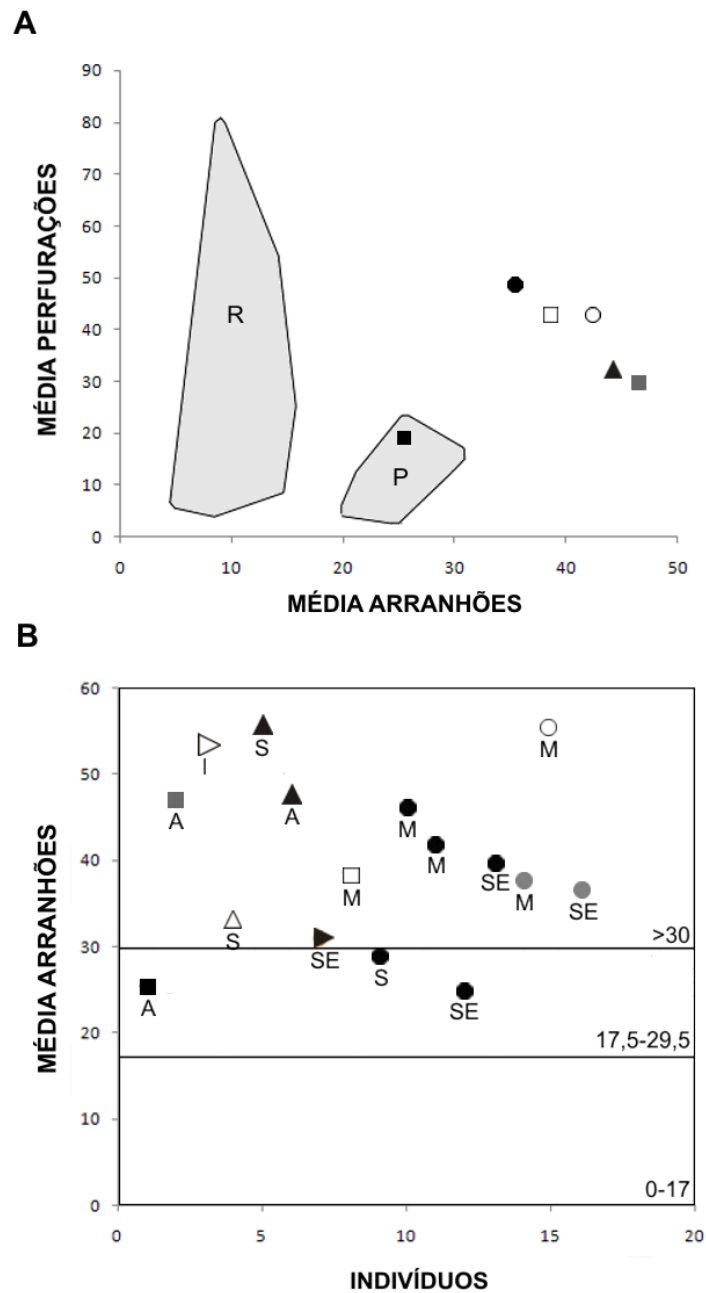 A
90
80
70
60
50
40
30
20
10
0
MÉDIA PERFURAÇÕES
R
P
0 10 20 30 40 50
MÉDIA ARRANHÕES
B
60
50
40
30
20
10
0
MÉDIA ARRANHÕES
I
S
M
A
A
M
M
M
SE
M
SE
S
SE
S
>30
A
SE
17,5-29,5
0-17
0 5 10 15 20
INDIVÍDUOS